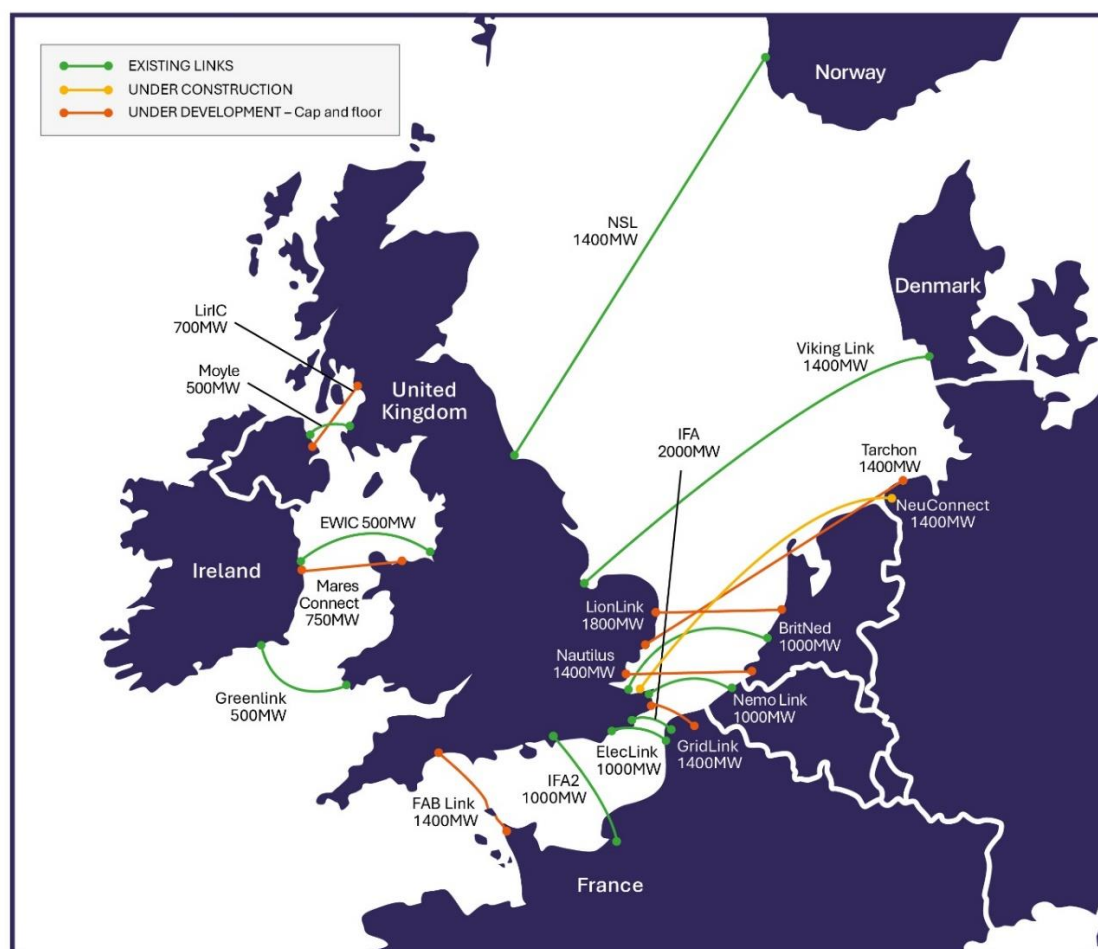 EXISTING LINKS
UNDER CONSTRUCTION
UNDER DEVELOPMENT – Cap and floor
Norway
NSL
1400MW
Denmark
LirIC
700MW
Viking Link
1400MW
Moyle
500MW
United
Kingdom
IFA
2000MW
Tarchon
1400MW
NeuConnect
1400MW
EWIC 500MW
Ireland
Mares
Connect
750MW
LionLink
1800MW
BritNed
1000MW
Nautilus
1400MW
Greenlink
500MW
Nemo Link
1000MW
ElecLink
1000MW
GridLink
1400MW
IFA2
1000MW
FAB Link
1400MW
France